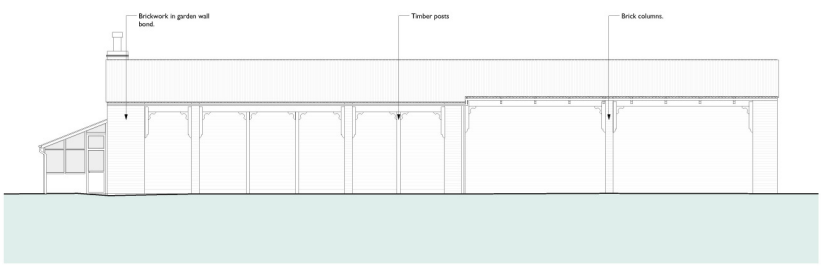 Brickwork in garden wall
bond.
Timber posts
Brick columns.